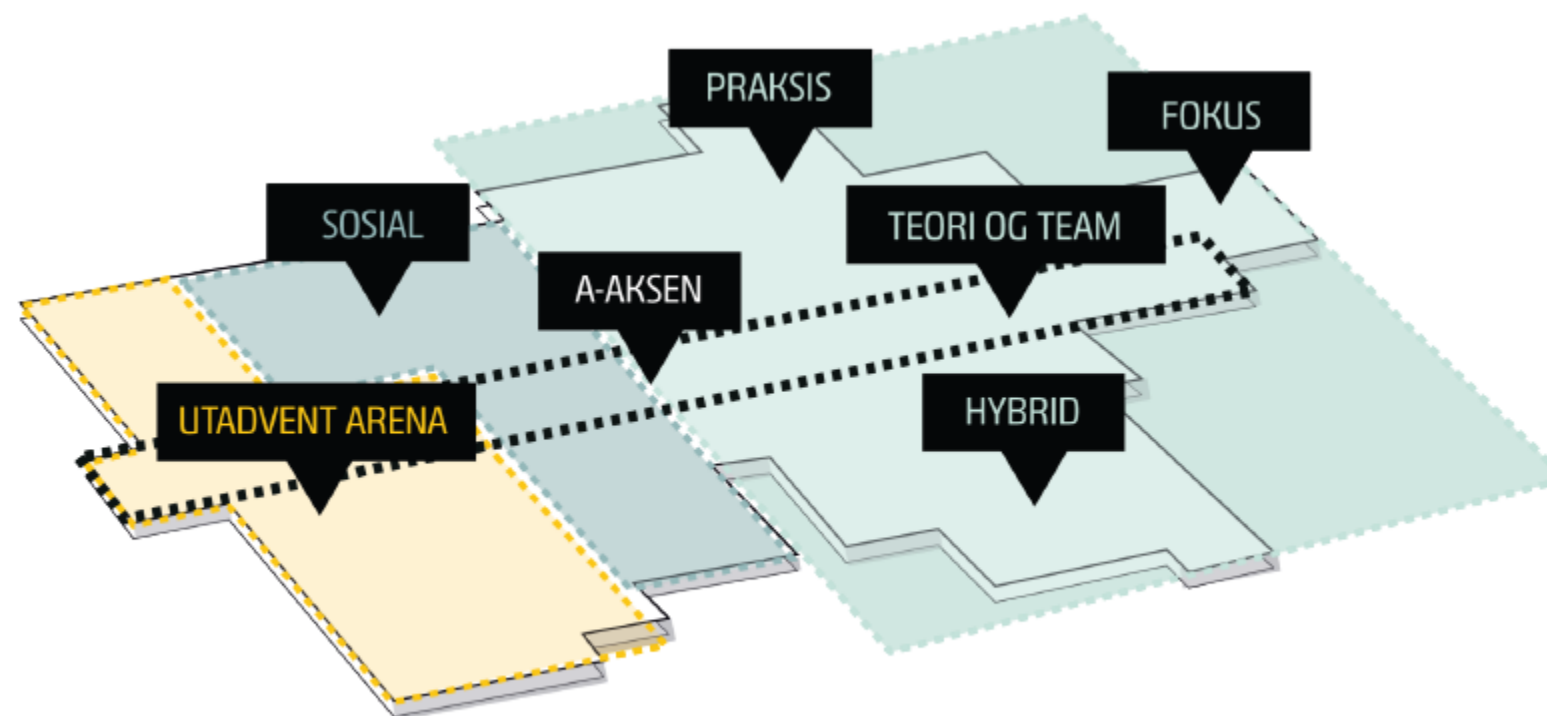 PRAKSIS
FOKUS
SOSIAL
TEORI OG TEAM
A-AKSEN
UTADVENT ARENA
HYBRID